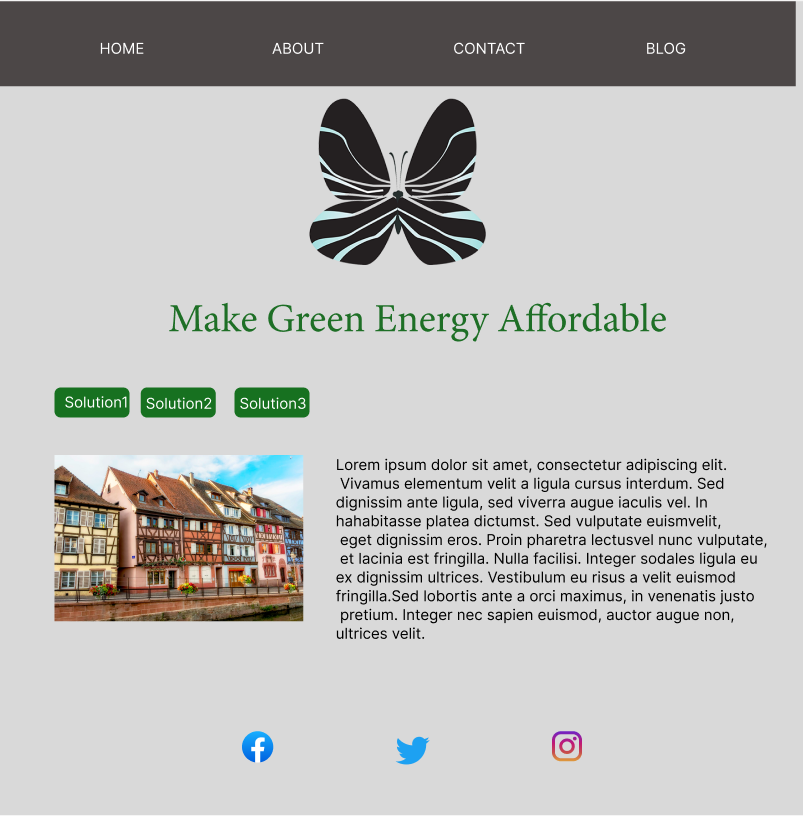 HOME ABOUT CONTACT BLOG
Make Green Energy Affordable
Solution1 Solution2 Solution3
Lorem ipsum dolor sit amet, consectetur adipiscing elit.
Vivamus elementum velit a ligula cursus interdum. Sed
dignissim ante ligula, sed viverra augue iaculis vel. In
hahabitasse platea dictumst. Sed vulputate euismvelit,
eget dignissim eros. Proin pharetra lectusvel nunc vulputate,
et lacinia est fringilla. Nulla facilisi. Integer sodales ligula eu
ex dignissim ultrices. Vestibulum eu risus a velit euismod
fringilla.Sed lobortis ante a orci maximus, in venenatis justo
pretium. Integer nec sapien euismod, auctor augue non,
ultrices velit.